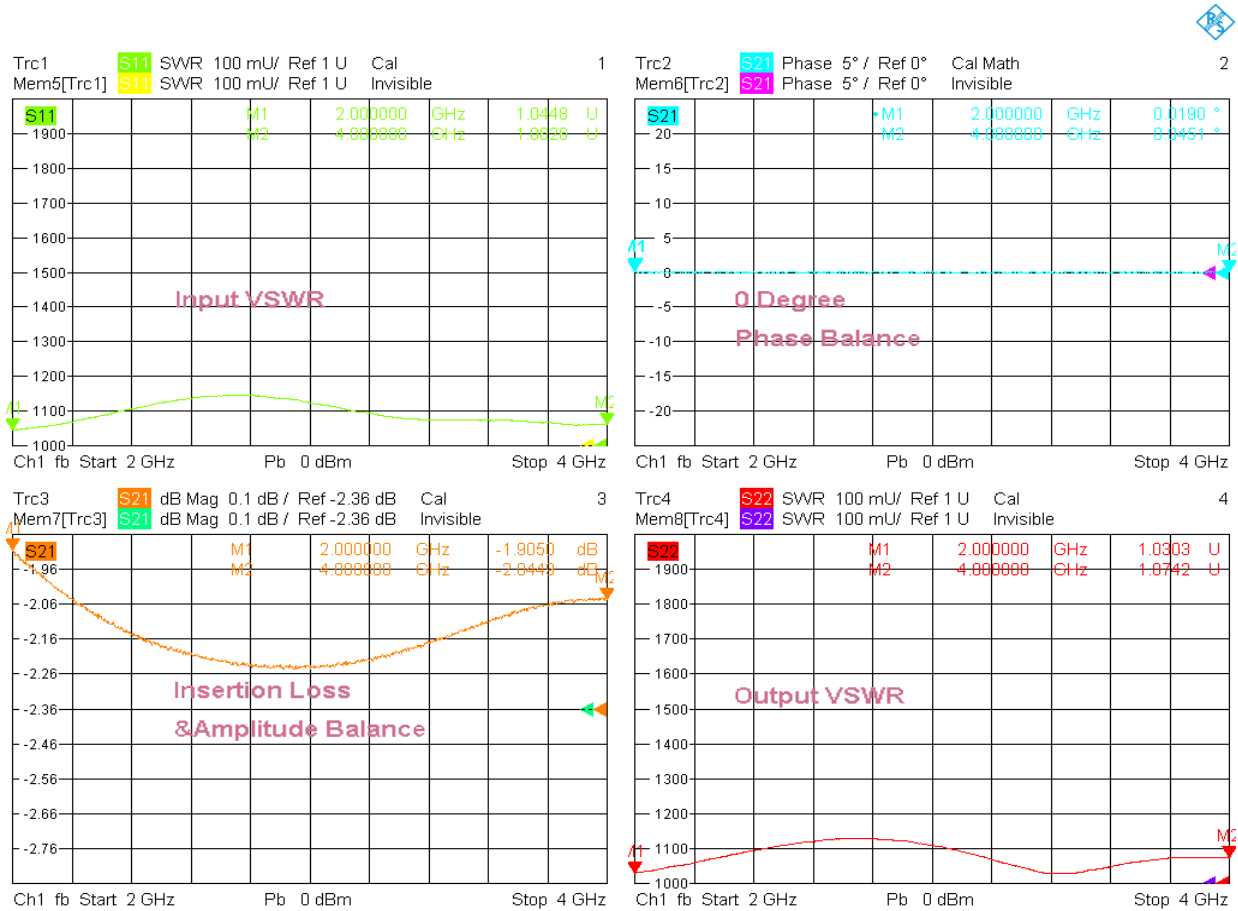 R&S
Trc1 S11 SWR 100 mU/ Ref 1 U Cal 1
Mem5[Trc1] S11 SWR 100 mU/ Ref 1 U Invisible
S11 M1 2.000000 GHz 1.0448 U
1900 M2 4.000000 GHz U
1800
1700
1600
1500
1400
Input VSWR
1300
1200
1100
1000
M2
Ch1 fb Start 2 GHz Pb 0 dBm Stop 4 GHz
Trc2 S21 Phase 5° / Ref 0° Cal Math 2
Mem6[Trc2] S21 Phase 5° / Ref 0° Invisible
S21 •M1 2.000000 GHz 0.0190 °
20 M2 4.000000 GHz 0.0451 °
15
10
5
M2
0
0 Degree
-5
Phase Balance
-10
-15
-20
Ch1 fb Start 2 GHz Pb 0 dBm Stop 4 GHz
Trc3 S21 dB Mag 0.1 dB / Ref -2.36 dB Cal 3
Mem7[Trc3] S21 dB Mag 0.1 dB / Ref -2.36 dB Invisible
S21 M1 2.000000 GHz -1.9050 dB
-1.96 M2 4.000000 GHz -2.0449 dB
M2
-2.06
-2.16
-2.26
Insertion Loss
-2.36
&Amplitude Balance
-2.46
-2.56
-2.66
-2.76
Ch1 fb Start 2 GHz Pb 0 dBm Stop 4 GHz
Trc4 S22 SWR 100 mU/ Ref 1 U Cal 4
Mem8[Trc4] S22 SWR 100 mU/ Ref 1 U Invisible
S22 M1 2.000000 GHz 1.0303 U
1900 M2 4.000000 GHz 1.0742 U
1800
1700
1600
Output VSWR
1500
1400
1300
1200
1100
M2
1000
Ch1 fb Start 2 GHz Pb 0 dBm Stop 4 GHz